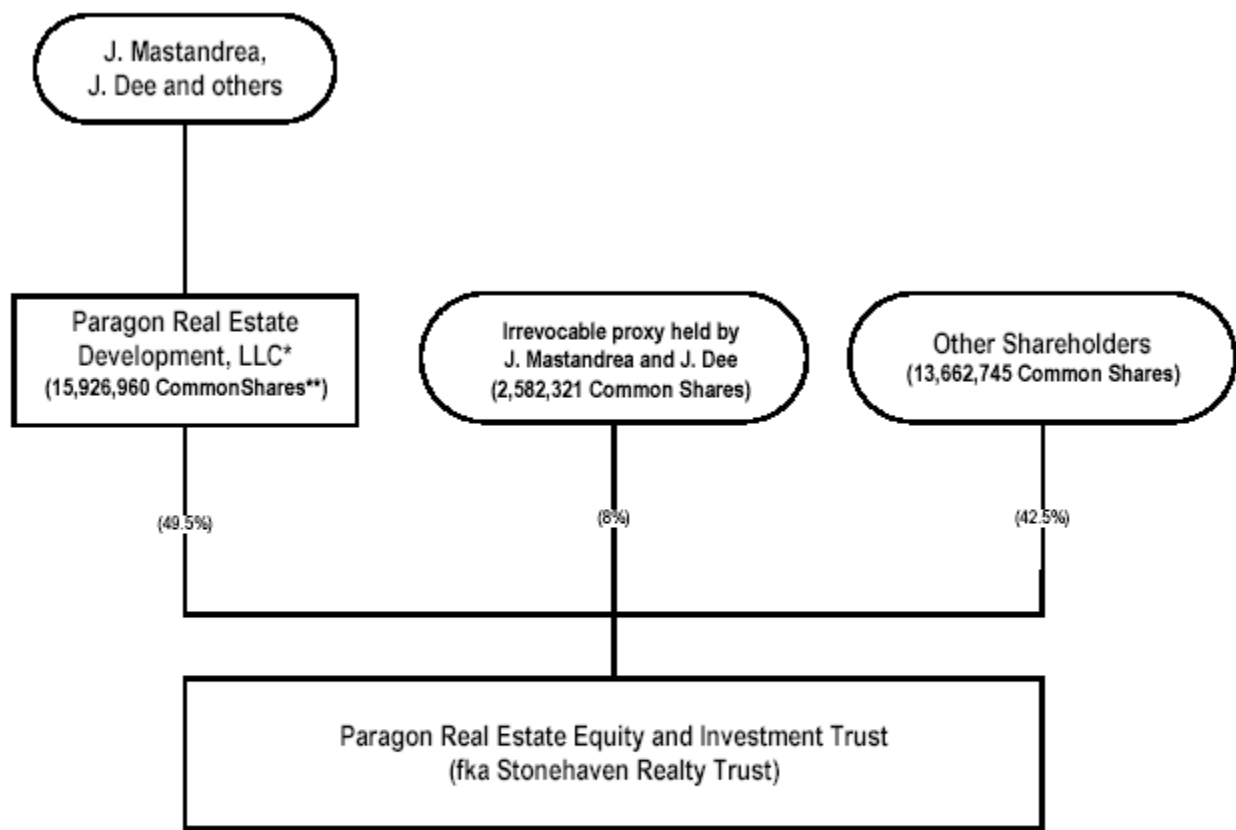 J. Mastandrea,
J. Dee and others
Paragon Real Estate
Development, LLC*
(15,926,960 CommonShares**)
Irrevocable proxy held by
J. Mastandrea and J. Dee
(2,582,321 Common Shares)
Other Shareholders
(13,662,745 Common Shares)
(49.5%)
(8%)
(42.5%)
Paragon Real Estate Equity and Investment Trust
(fka Stonehaven Realty Trust)